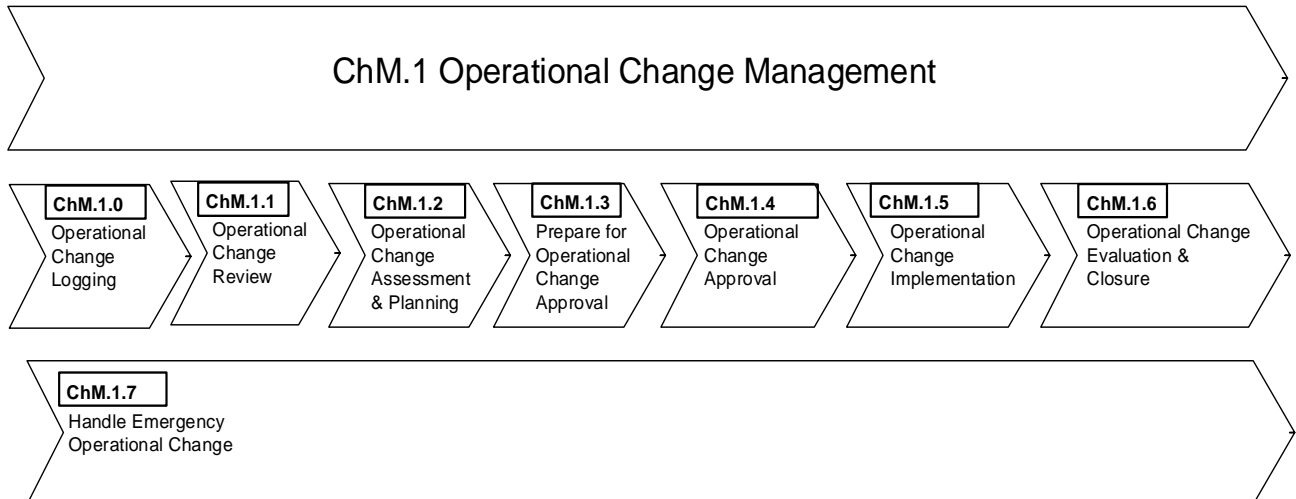 ChM.1 Operational Change Management
ChM.1.0
Operational
Change
Logging
ChM.1.1
Operational
Change
Review
ChM.1.2
Operational
Change
Assessment
& Planning
ChM.1.3
Prepare for
Operational
Change
Approval
ChM.1.4
Operational
Change
Approval
ChM.1.5
Operational
Change
Implementation
ChM.1.6
Operational Change
Evaluation &
Closure
ChM.1.7
Handle Emergency
Operational Change